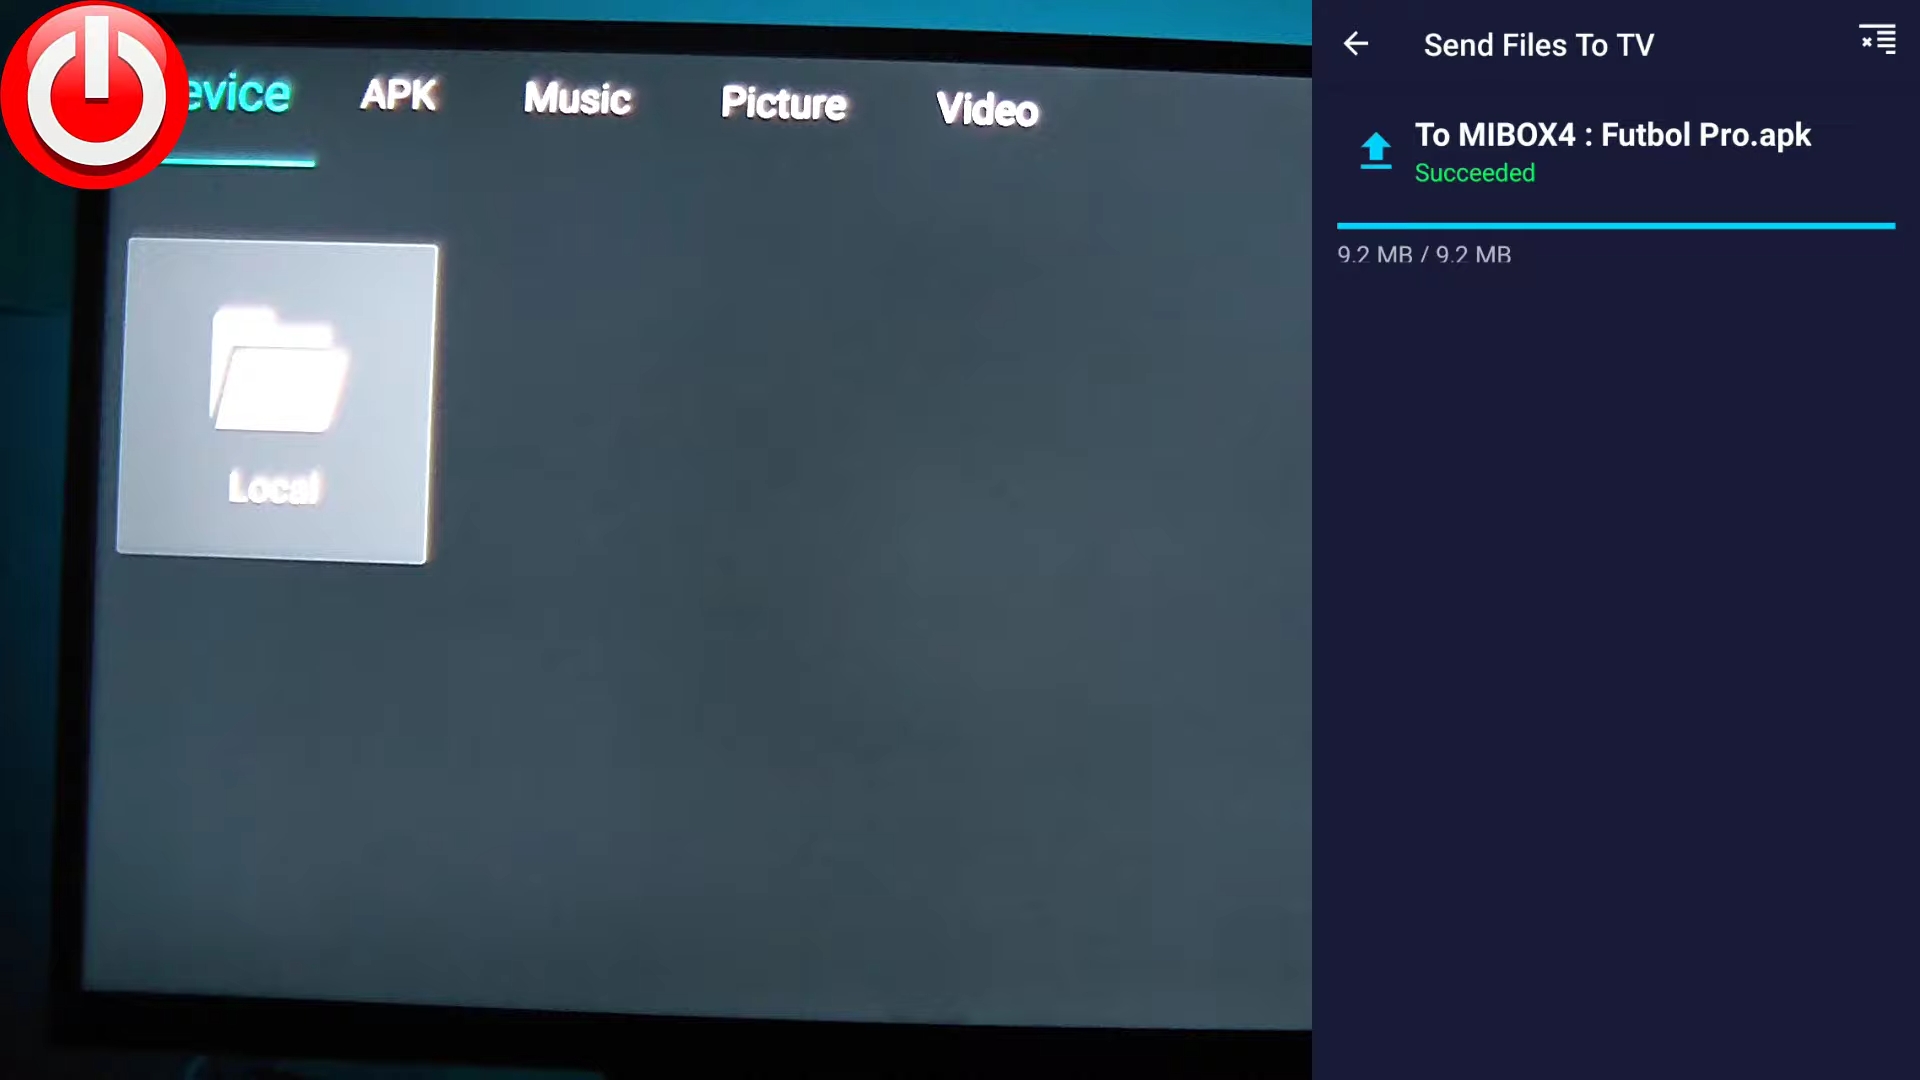 evice APK Music Picture Video
Local
Send Files To TV
To MIBOX4 : Futbol Pro.apk
Succeeded
9.2 MB / 9.2 MB